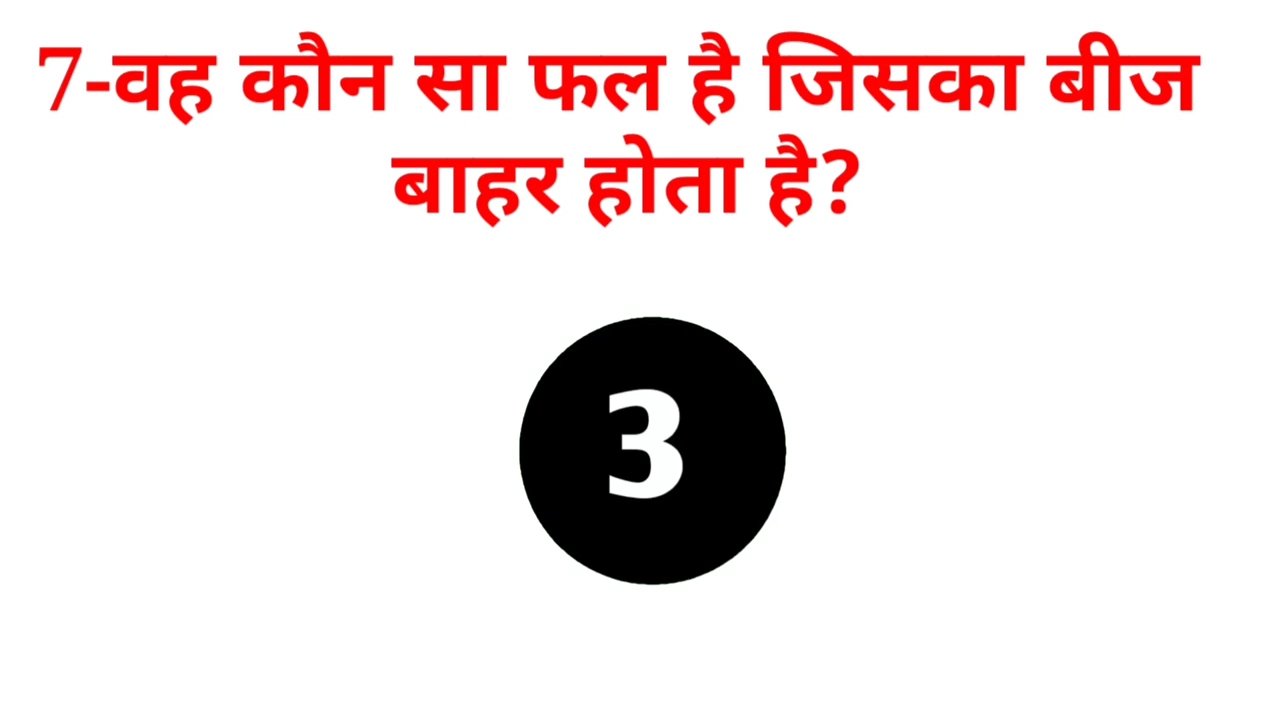 7-वह कौन सा फल है जिसका बीज
बाहर होता है?
3